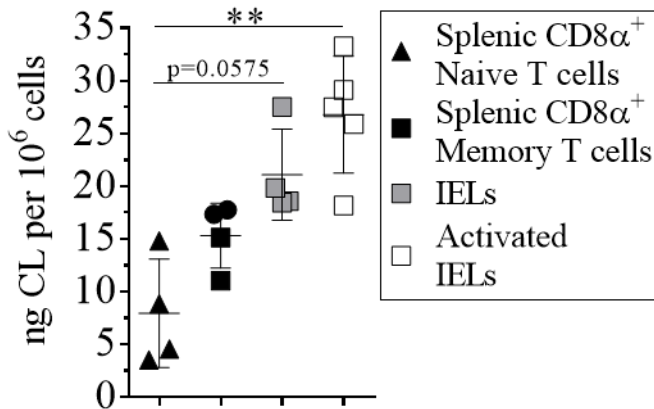 ng CL per 10⁶ cells
35
30
25
20
15
10
5
0
**
p=0.0575
Splenic CD8α⁺
Naive T cells
Splenic CD8α⁺
Memory T cells
IELs
Activated
IELs